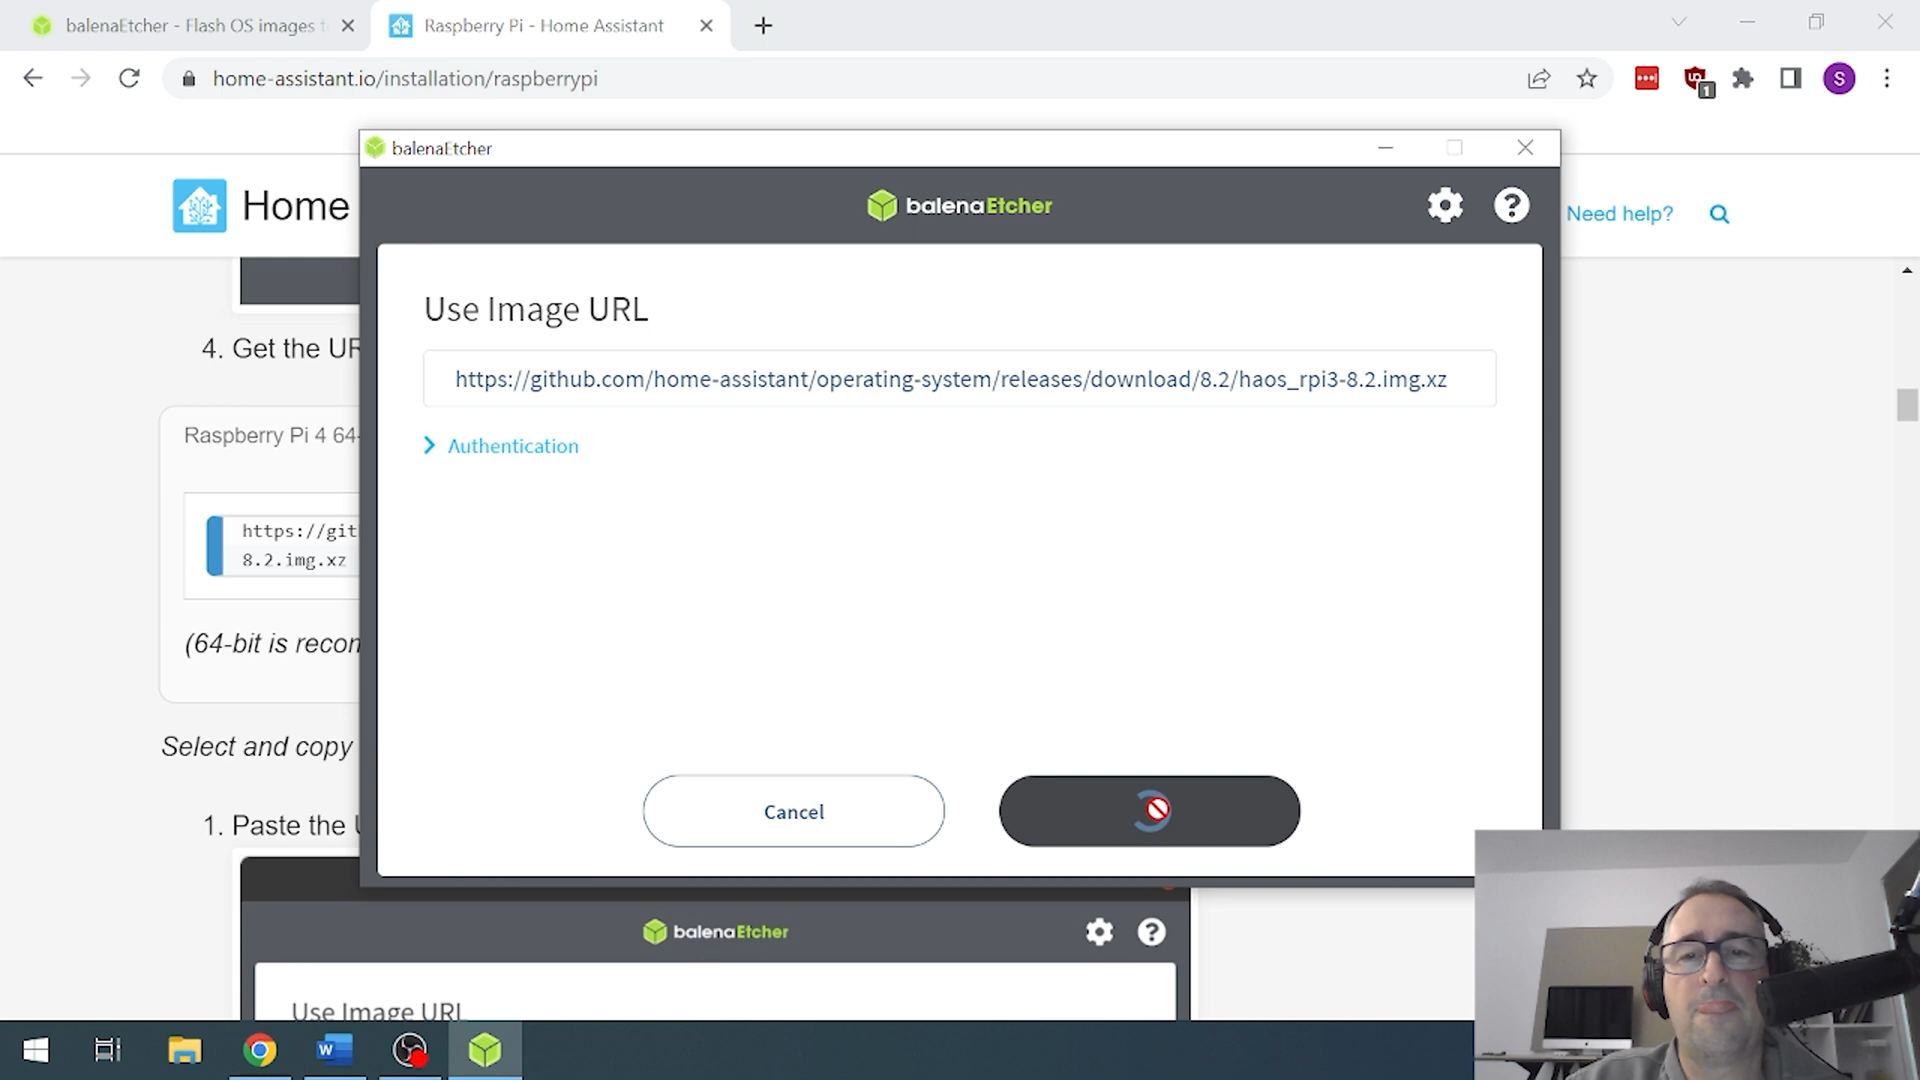 balenaEtcher - Flash OS images t
Raspberry Pi - Home Assistant
home-assistant.io/installation/raspberrypi
1
S
balenaEtcher
Home
balenaEtcher
Need help?
Use Image URL
4. Get the UR
https://github.com/home-assistant/operating-system/releases/download/8.2/haos_rpi3-8.2.img.xz
Raspberry Pi 4 64-
Authentication
https://git
8.2.img.xz
(64-bit is recon
Select and copy
Cancel
1. Paste the U
balenaEtcher
Use Image URL
W